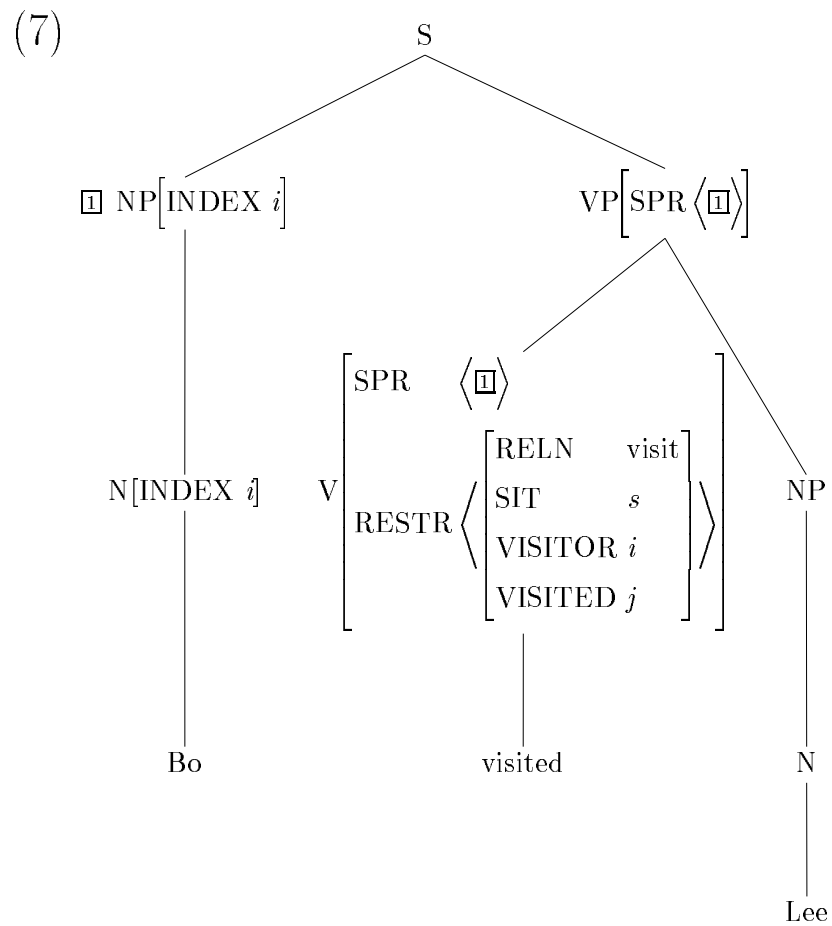 (7)
S
1 NP[INDEX i]
VP[SPR ⟨1⟩]
SPR ⟨1⟩
RELN visit
N[INDEX i]
V
SIT s
NP
RESTR
VISITOR i
VISITED j
Bo
visited
N
Lee